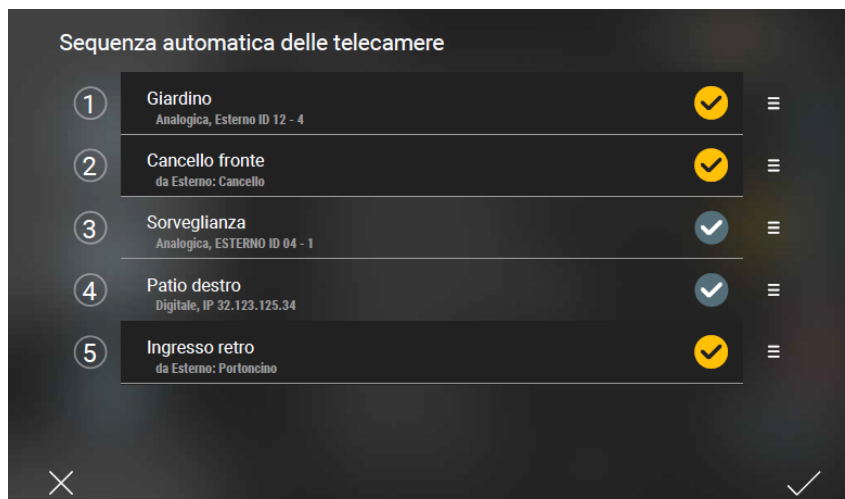 Sequenza automatica delle telecamere
1
Giardino
Analogica, Esterno ID 12 - 4
2
Cancello fronte
da Esterno: Cancello
3
Sorveglianza
Analogica, ESTERNO ID 04 - 1
4
Patio destro
Digitale, IP 32.123.125.34
5
Ingresso retro
da Esterno: Portoncino